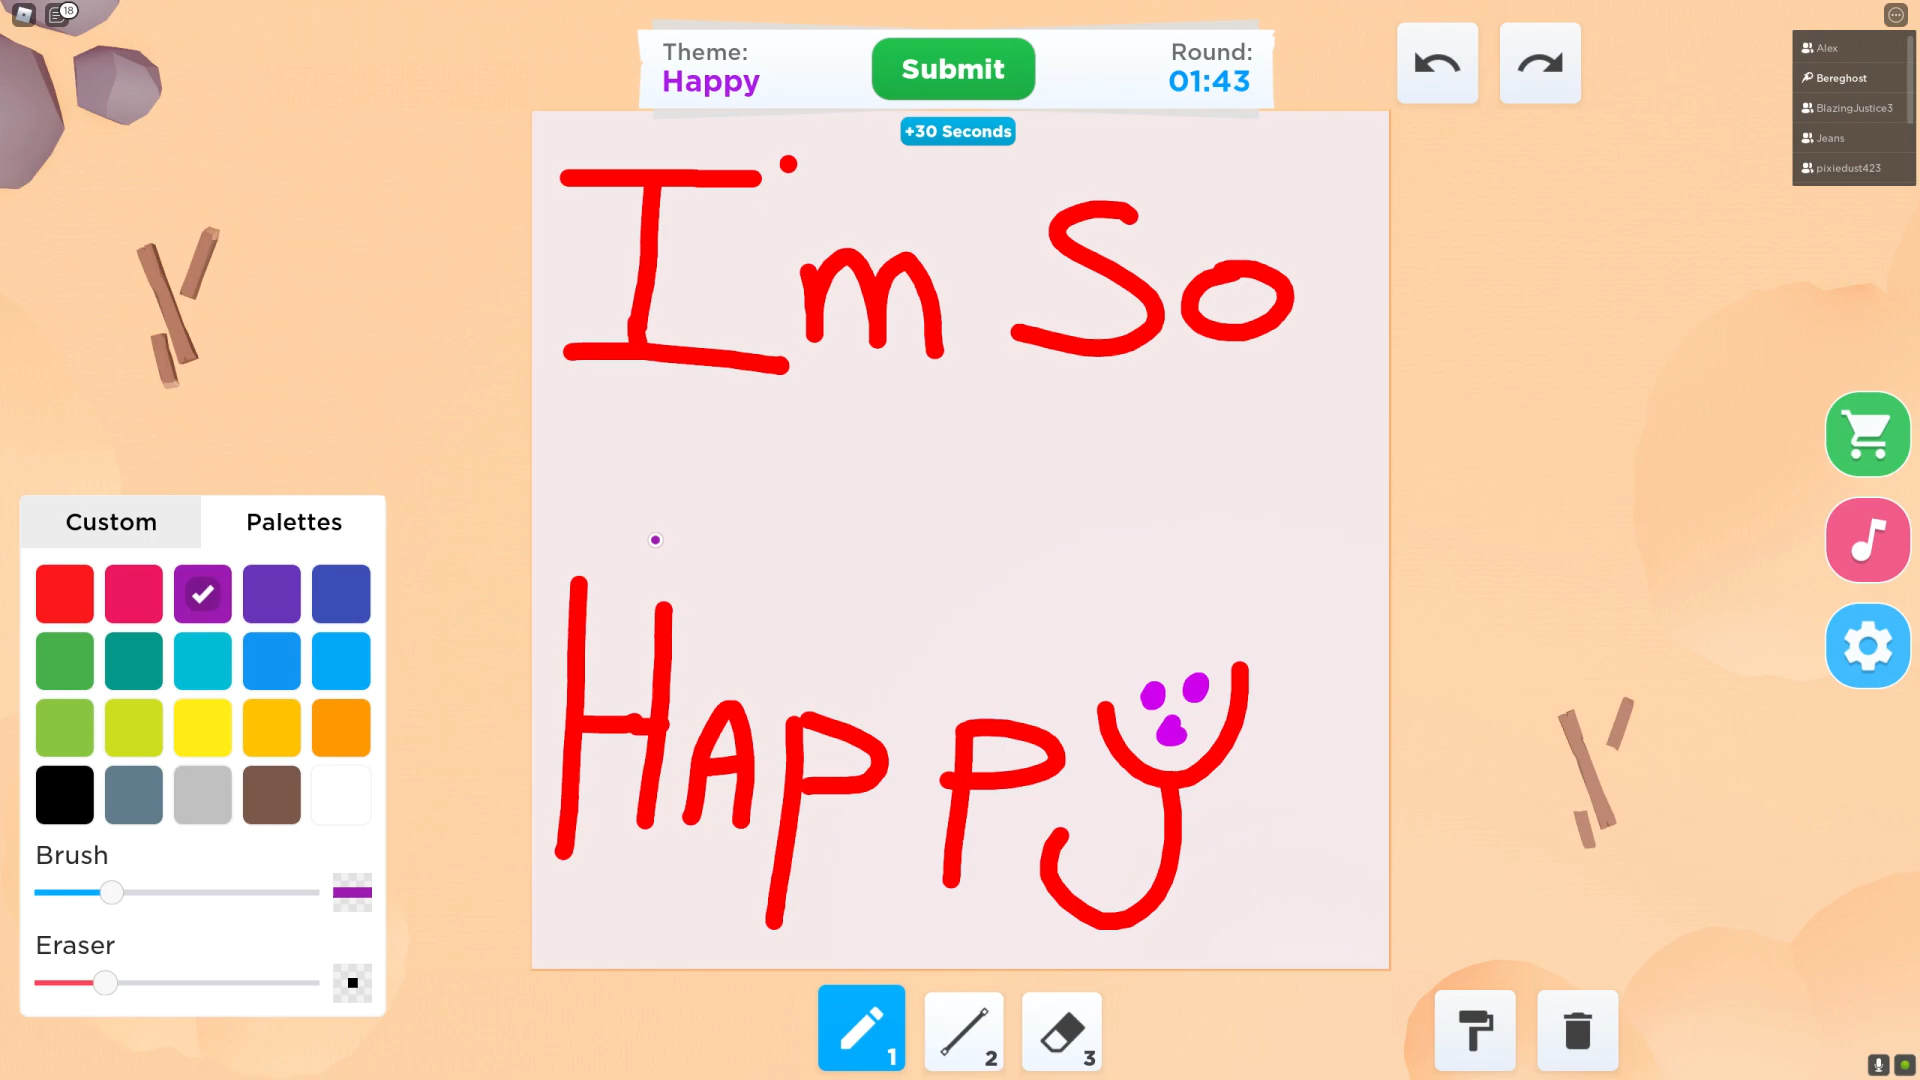 18
Theme:
Happy
Submit
Round:
01:43
+30 Seconds
Alex
Bereghost
BlazingJustice3
Jeans
pixiedust423
I'm So
HAppy
Custom
Palettes
Brush
Eraser
1
2
3